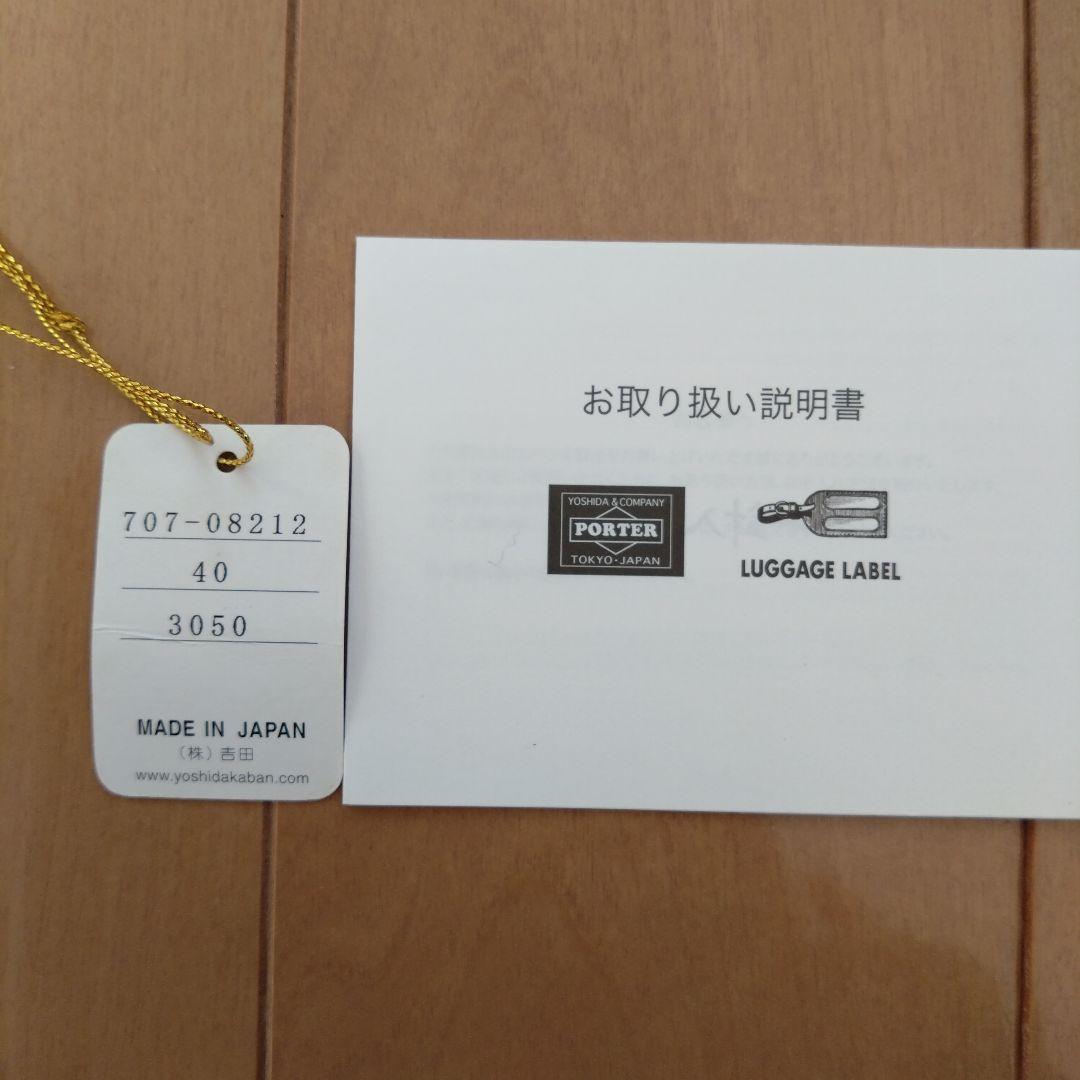 707-08212
40
3050
MADE IN JAPAN
（株）吉田
www.yoshidakaban.com
お取り扱い説明書
YOSHIDA & COMPANY
PORTER
TOKYO・JAPAN
LUGGAGE LABEL